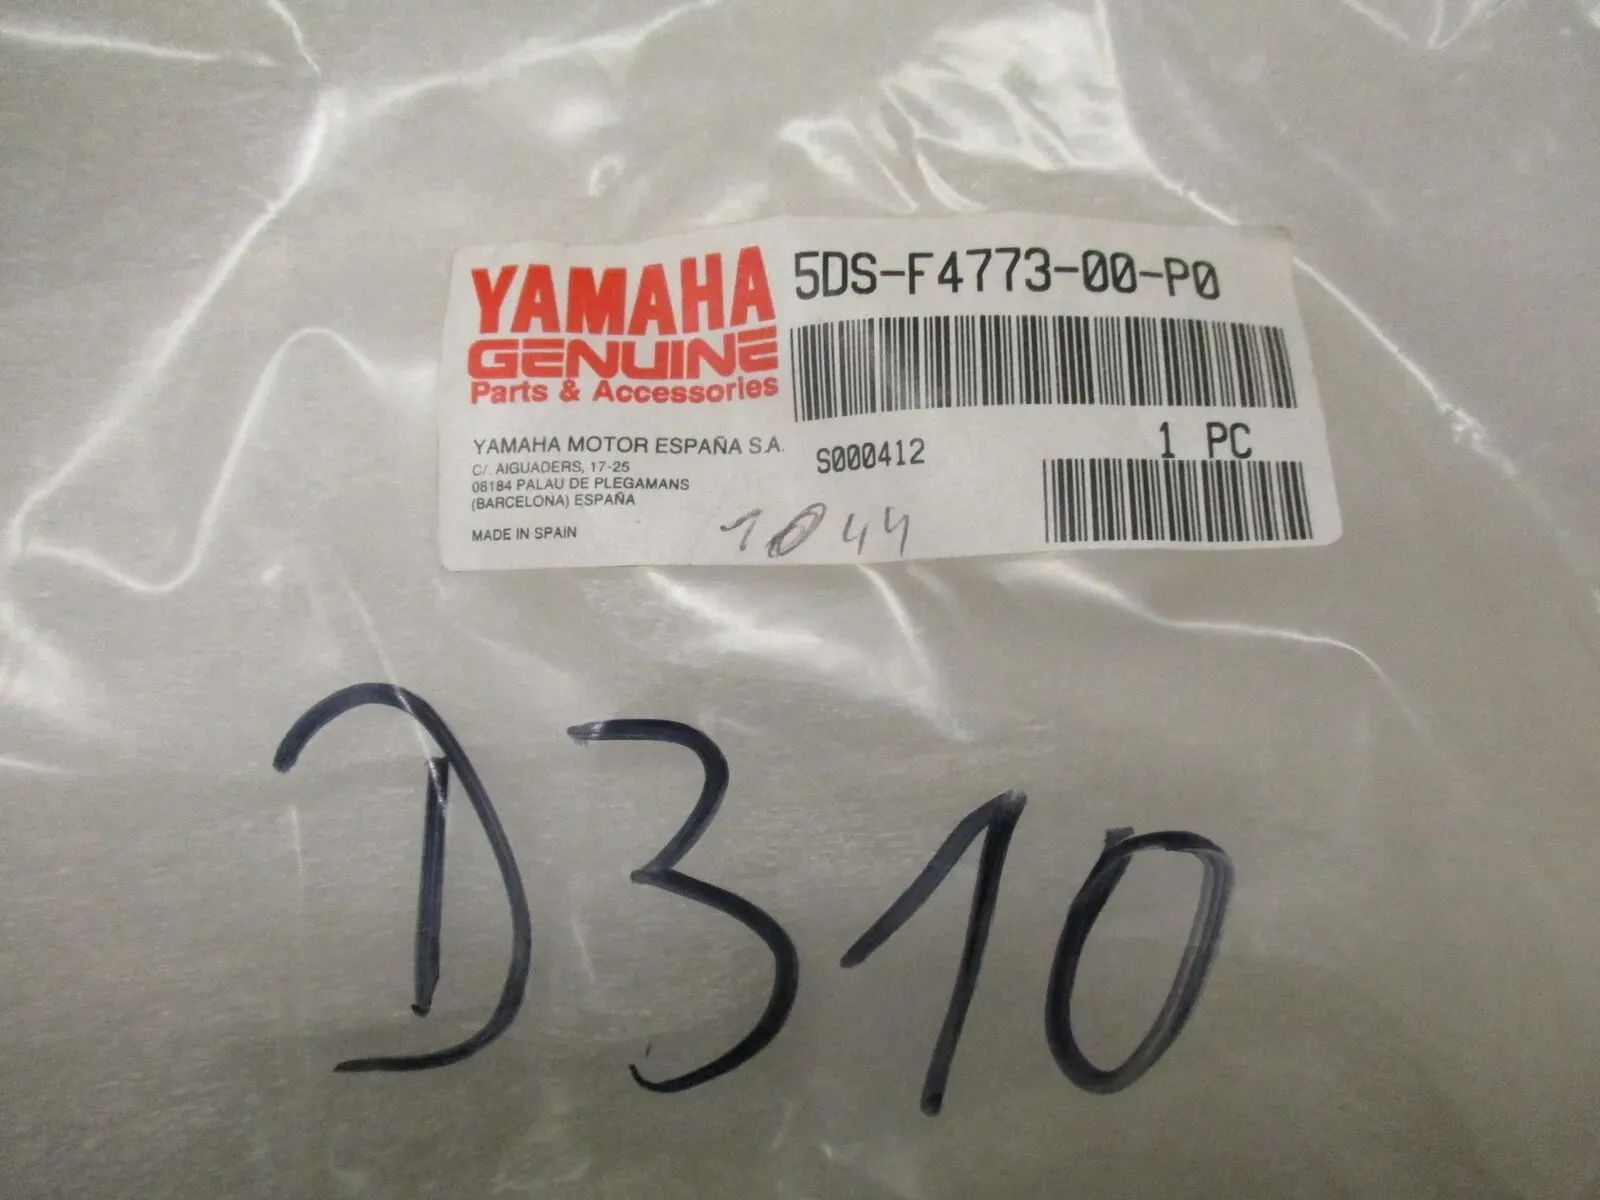 YAMAHA
GENUINE
Parts & Accessories
5DS-F4773-00-P0
YAMAHA MOTOR ESPAÑA S.A.
C/. AIGUADERS, 17-25
08184 PALAU DE PLEGAMANS
(BARCELONA) ESPAÑA
MADE IN SPAIN
S000412
1 PC
1044
D310